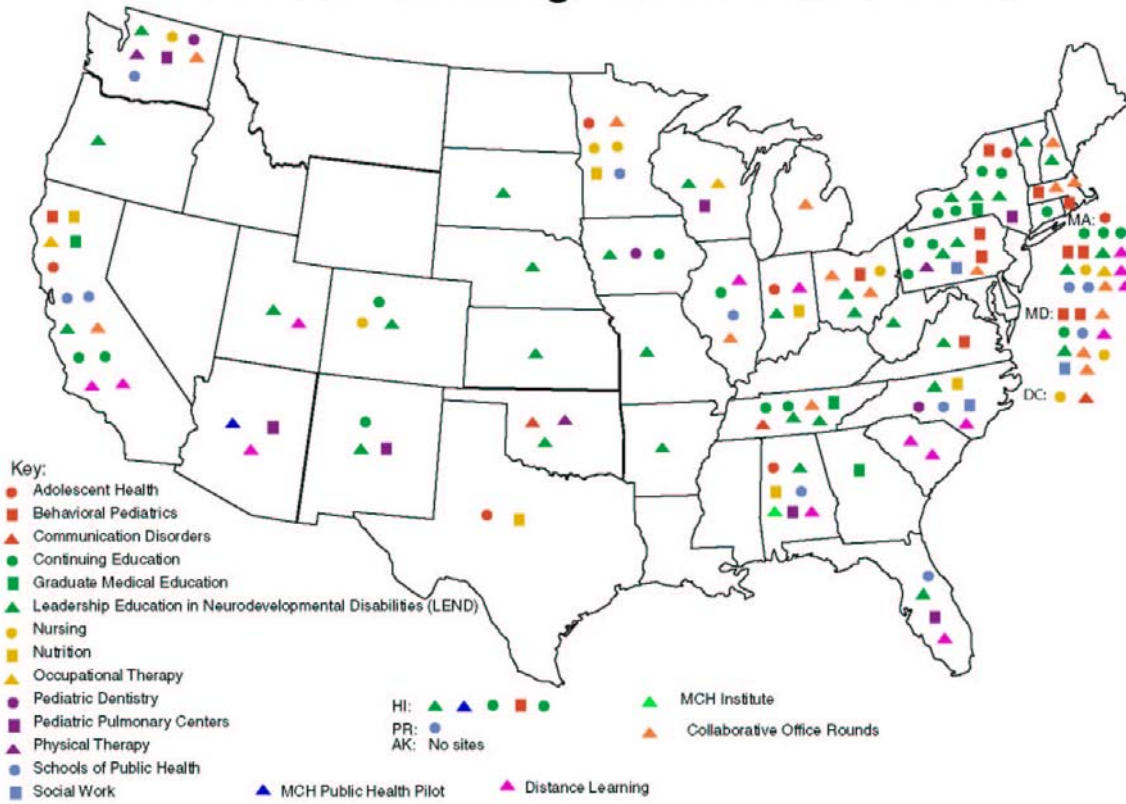 MA:
MD:
DC:
Key:
Adolescent Health
Behavioral Pediatrics
Communication Disorders
Continuing Education
Graduate Medical Education
Leadership Education in Neurodevelopmental Disabilities (LEND)
Nursing
Nutrition
Occupational Therapy
Pediatric Dentistry
Pediatric Pulmonary Centers
Physical Therapy
Schools of Public Health
Social Work
HI:
PR:
AK: No sites
MCH Public Health Pilot
Distance Learning
MCH Institute
Collaborative Office Rounds